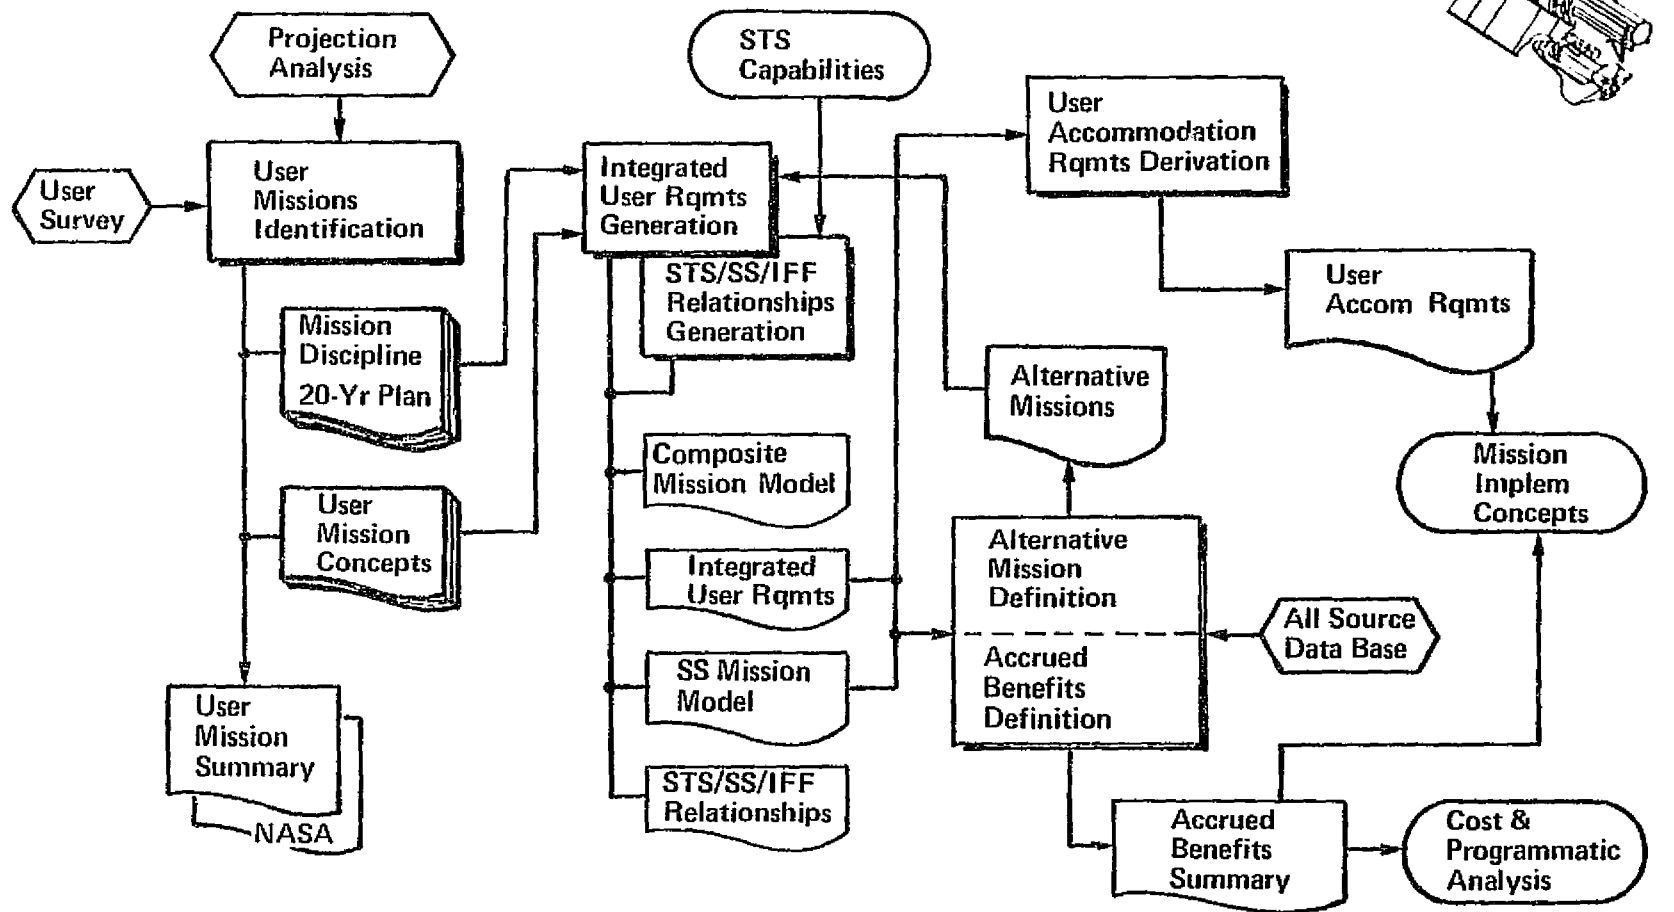 Projection
Analysis
STS
Capabilities
User
Survey
User
Missions
Identification
Integrated
User Rqmts
Generation
User
Accommodation
Rqmts Derivation
STS/SS/IFF
Relationships
Generation
User
Accom Rqmts
Mission
Discipline
20-Yr Plan
Alternative
Missions
Composite
Mission Model
Mission
Implem
Concepts
User
Mission
Concepts
Integrated
User Rqmts
Alternative
Mission
Definition
All Source
Data Base
Accrued
Benefits
Definition
SS Mission
Model
User
Mission
Summary
NASA
STS/SS/IFF
Relationships
Accrued
Benefits
Summary
Cost &
Programmatic
Analysis